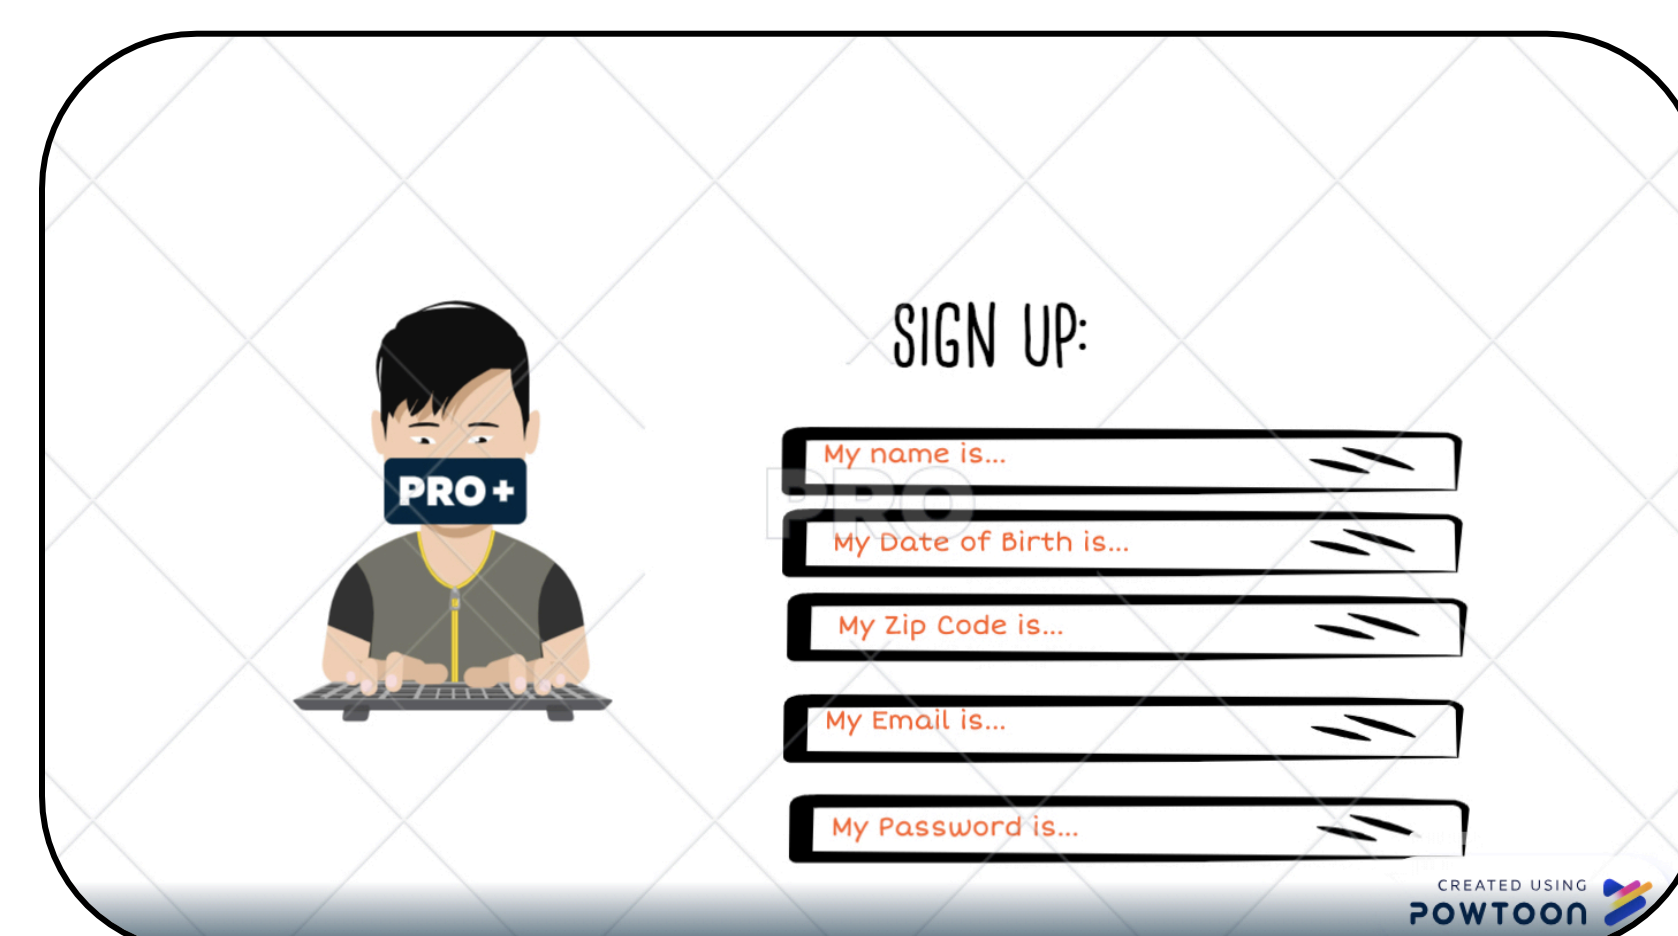 SIGN UP:
My name is...
PRO+
PRO
My Date of Birth is...
My Zip Code is...
My Email is...
My Password is...
CREATED USING
POWTOON